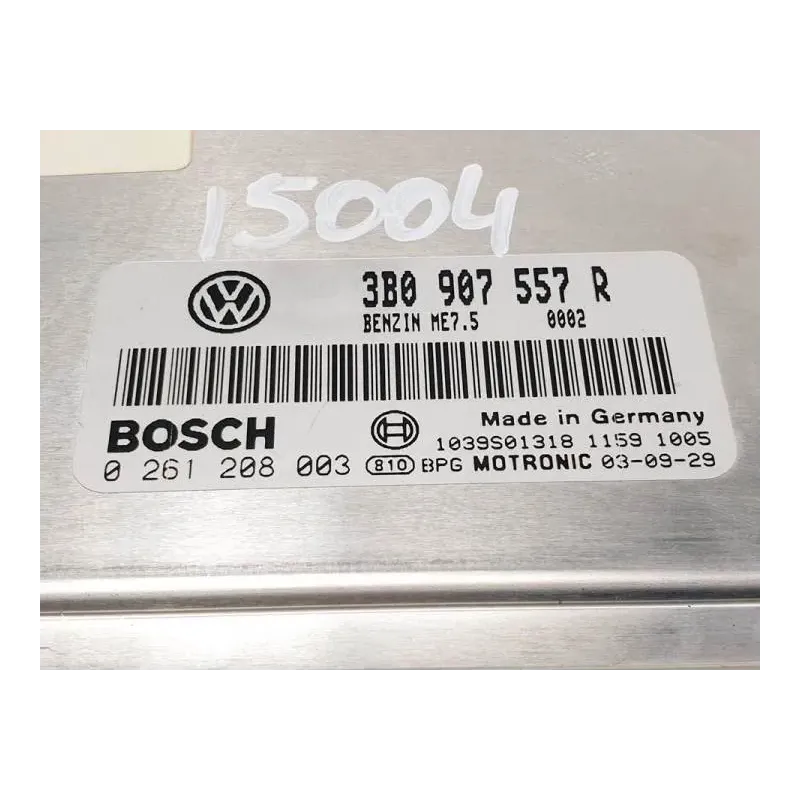 15004
3B0 907 557 R
BENZIN ME7.5 0002
BOSCH
Made in Germany
1039S01318 1159 1005
0 261 208 003 810 BPG MOTRONIC 03-09-29